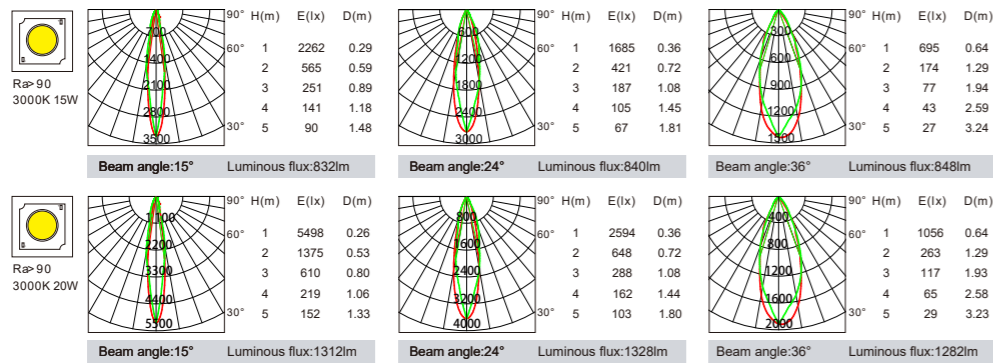 90° H(m) E(lx) D(m)
700
60° 1 2262 0.29
1400
2 565 0.59
2100
3 251 0.89
2800
4 141 1.18
30° 5 90 1.48
3500
Ra>90
3000K 15W
Beam angle:15° Luminous flux:832lm
90° H(m) E(lx) D(m)
600
60° 1 1685 0.36
1200
2 421 0.72
1800
3 187 1.08
2400
4 105 1.45
30° 5 67 1.81
3000
Beam angle:24° Luminous flux:840lm
90° H(m) E(lx) D(m)
300
60° 1 695 0.64
600
2 174 1.29
900
3 77 1.94
4 43 2.59
30° 5 27 3.24
1500
Beam angle:36° Luminous flux:848lm
90° H(m) E(lx) D(m)
1100
60° 1 5498 0.26
2200
2 1375 0.53
3300
3 610 0.80
4400
4 219 1.06
30° 5 152 1.33
5500
Ra>90
3000K 20W
Beam angle:15° Luminous flux:1312lm
90° H(m) E(lx) D(m)
800
60° 1 2594 0.36
1600
2 648 0.72
2400
3 288 1.08
3200
4 162 1.44
30° 5 103 1.80
4000
Beam angle:24° Luminous flux:1328lm
90° H(m) E(lx) D(m)
400
60° 1 1056 0.64
800
2 263 1.29
1200
3 117 1.93
1600
4 65 2.58
30° 5 29 3.23
2000
Beam angle:36° Luminous flux:1282lm